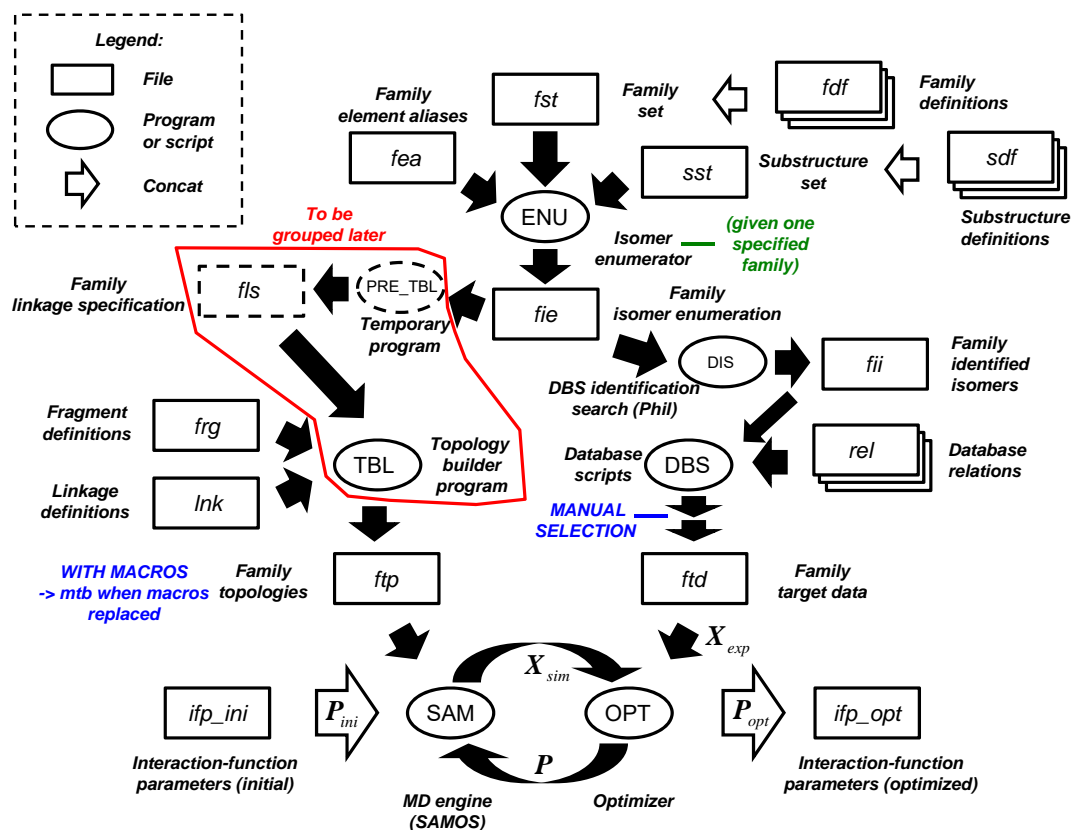 Legend:
File
Program
or script
Concat
Family
element aliases
fea
fst
Family
set
fdf
Family
definitions
sst
Substructure
set
sdf
Substructure
definitions
ENU
Isomer
enumerator
(given one
specified
family)
To be
grouped later
Family
linkage specification
fls
PRE_TBL
Temporary
program
fie
Family
isomer enumeration
DIS
DBS identification
search (Phil)
fii
Family
identified
isomers
Fragment
definitions
frg
Linkage
definitions
lnk
TBL
Topology
builder
program
Database
scripts
DBS
rel
Database
relations
MANUAL
SELECTION
WITH MACROS
-> mtb when macros
replaced
Family
topologies
ftp
ftd
Family
target data
X exp
X sim
ifp_ini
P ini
SAM
OPT
P opt
ifp_opt
P
Interaction-function
parameters (initial)
MD engine
(SAMOS)
Optimizer
Interaction-function
parameters (optimized)